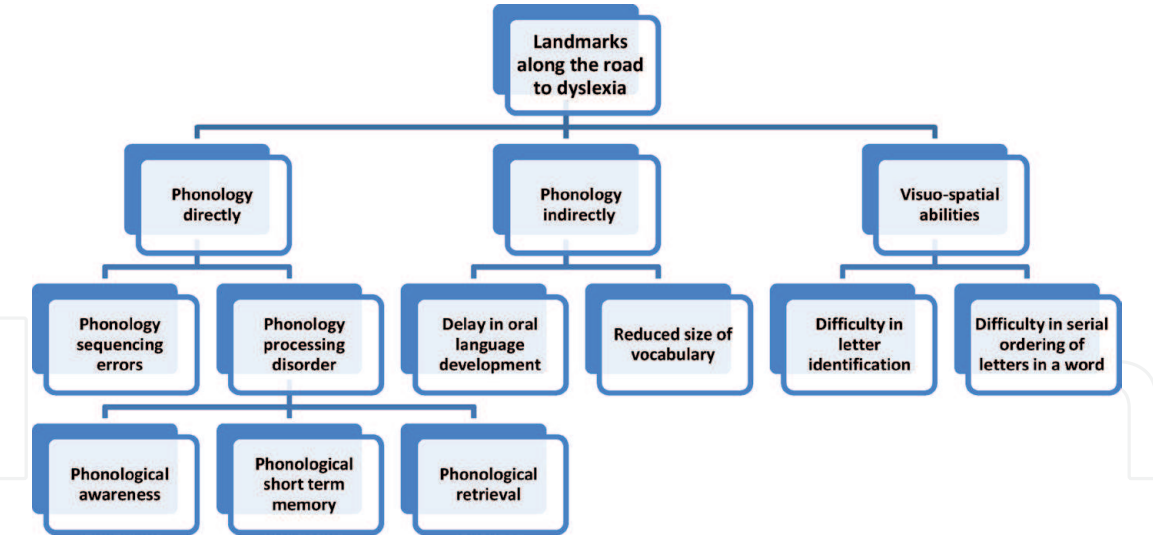 Landmarks
along the road
to dyslexia
Phonology
directly
Phonology
indirectly
Visuo-spatial
abilities
Phonology
sequencing
errors
Phonology
processing
disorder
Delay in oral
language
development
Reduced size of
vocabulary
Difficulty in
letter
identification
Difficulty in serial
ordering of
letters in a word
Phonological
awareness
Phonological
short term
memory
Phonological
retrieval